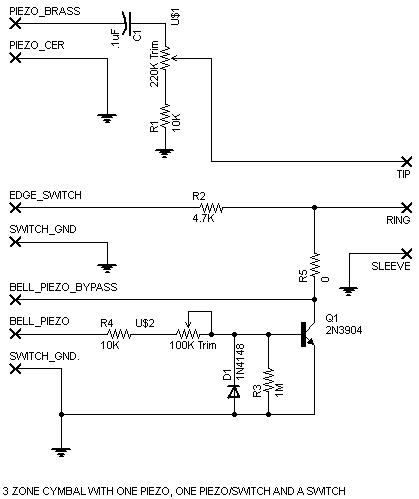 PIEZO_BRASS
.1uF
C1
U$1
PIEZO_CER
220K Trim
R1
10K
TIP
EDGE_SWITCH
R2
4.7K
RING
SWITCH_GND
R5
0
SLEEVE
BELL_PIEZO_BYPASS
BELL_PIEZO
R4
10K
U$2
100K Trim
Q1
2N3904
D1
1N4148
R3
1M
SWITCH_GND.
3 ZONE CYMBAL WITH ONE PIEZO, ONE PIEZO/SWITCH AND A SWITCH